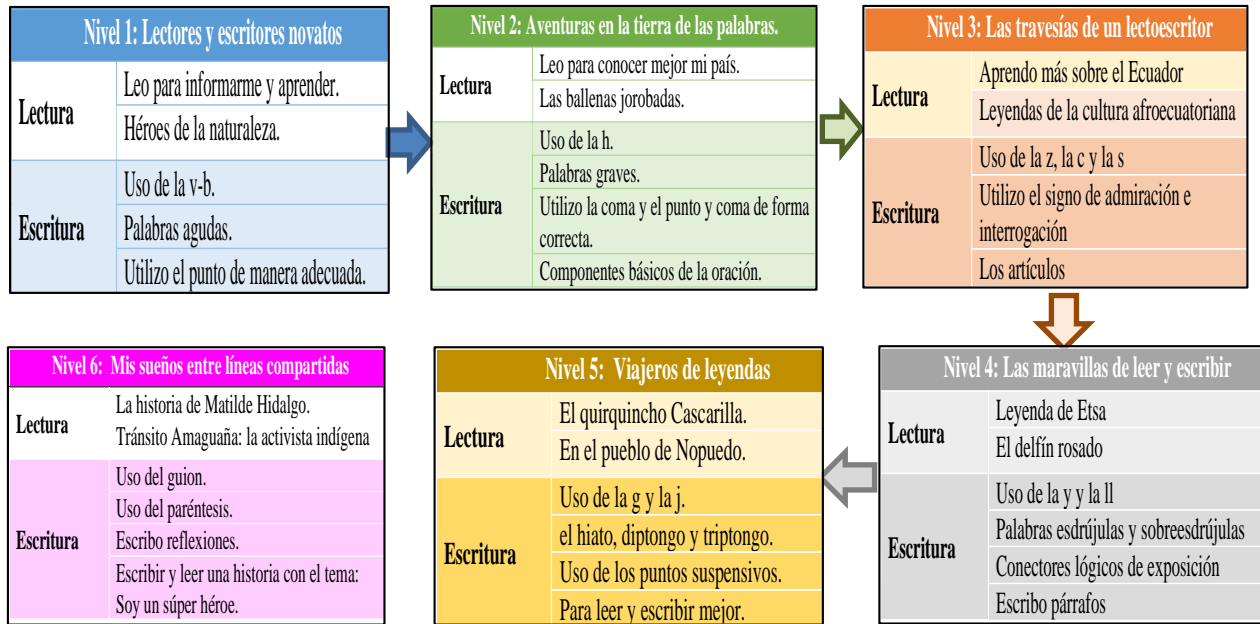 Nivel 1: Lectores y escritores novatos
Lectura
Leo para informarme y aprender.
Héroes de la naturaleza.
Escritura
Uso de la v-b.
Palabras agudas.
Utilizo el punto de manera adecuada.
Nivel 2: Aventuras en la tierra de las palabras.
Lectura
Leo para conocer mejor mi país.
Las ballenas jorobadas.
Escritura
Uso de la h.
Palabras graves.
Utilizo la coma y el punto y coma de forma
correcta.
Componentes básicos de la oración.
Nivel 3: Las travesías de un lectoescritor
Lectura
Aprendo más sobre el Ecuador
Leyendas de la cultura afroecuatoriana
Escritura
Uso de la z, la c y la s
Utilizo el signo de admiración e
interrogación
Los artículos
Nivel 4: Las maravillas de leer y escribir
Lectura
Leyenda de Etsa
El delfín rosado
Escritura
Uso de la y y la ll
Palabras esdrújulas y sobreesdrújulas
Conectores lógicos de exposición
Escribo párrafos
Nivel 5: Viajeros de leyendas
Lectura
El quirquincho Cascarilla.
En el pueblo de Nopuedo.
Escritura
Uso de la g y la j.
el hiato, diptongo y triptongo.
Uso de los puntos suspensivos.
Para leer y escribir mejor.
Nivel 6: Mis sueños entre líneas compartidas
Lectura
La historia de Matilde Hidalgo.
Tránsito Amaguaña: la activista indígena
Escritura
Uso del guion.
Uso del paréntesis.
Escribo reflexiones.
Escribir y leer una historia con el tema:
Soy un súper héroe.